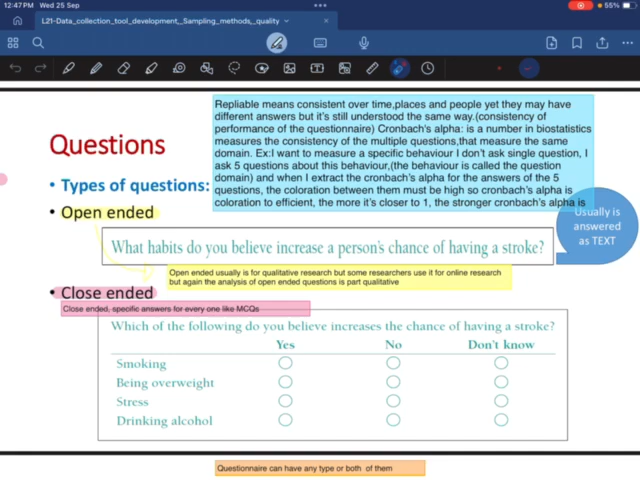 12:47 PM Wed 25 Sep
55%
L21-Data_collection_tool_development,_Sampling_methods,_quality
Repliable means consistent over time,places and people yet they may have
different answers but it's still understood the same way.(consistency of
performance of the questionnaire) Cronbach's alpha: is a number in biostatistics
measures the consistency of the multiple questions,that measure the same
domain. Ex:I want to measure a specific behaviour I don't ask single question, I
ask 5 questions about this behaviour,(the behaviour is called the question
domain) and when I extract the cronbach's alpha for the answers of the 5
questions, the coloration between them must be high so cronbach's alpha is
coloration to efficient, the more it's closer to 1, the stronger cronbach's alpha is
Questions
• Types of questions:
• Open ended
Usually is
answered
as TEXT
What habits do you believe increase a person's chance of having a stroke?
Open ended usually is for qualitative research but some researchers use it for online research
but again the analysis of open ended questions is part qualitative
• Close ended
Close ended, specific answers for every one like MCQs
Which of the following do you believe increases the chance of having a stroke?
Yes No Don't know
Smoking
Being overweight
Stress
Drinking alcohol
Questionnaire can have any type or both of them